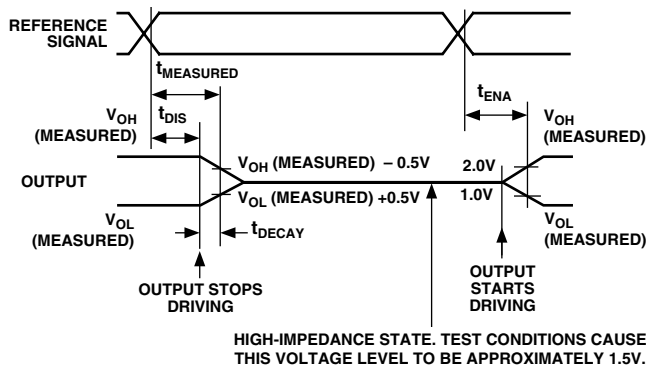 REFERENCE
SIGNAL
tMEASURED
tENA
VOH
(MEASURED)
tDIS
VOH
(MEASURED)
VOH (MEASURED) – 0.5V
2.0V
OUTPUT
VOL (MEASURED) +0.5V
1.0V
VOL
(MEASURED)
tDECAY
VOL
(MEASURED)
OUTPUT STOPS
DRIVING
OUTPUT
STARTS
DRIVING
HIGH-IMPEDANCE STATE. TEST CONDITIONS CAUSE
THIS VOLTAGE LEVEL TO BE APPROXIMATELY 1.5V.